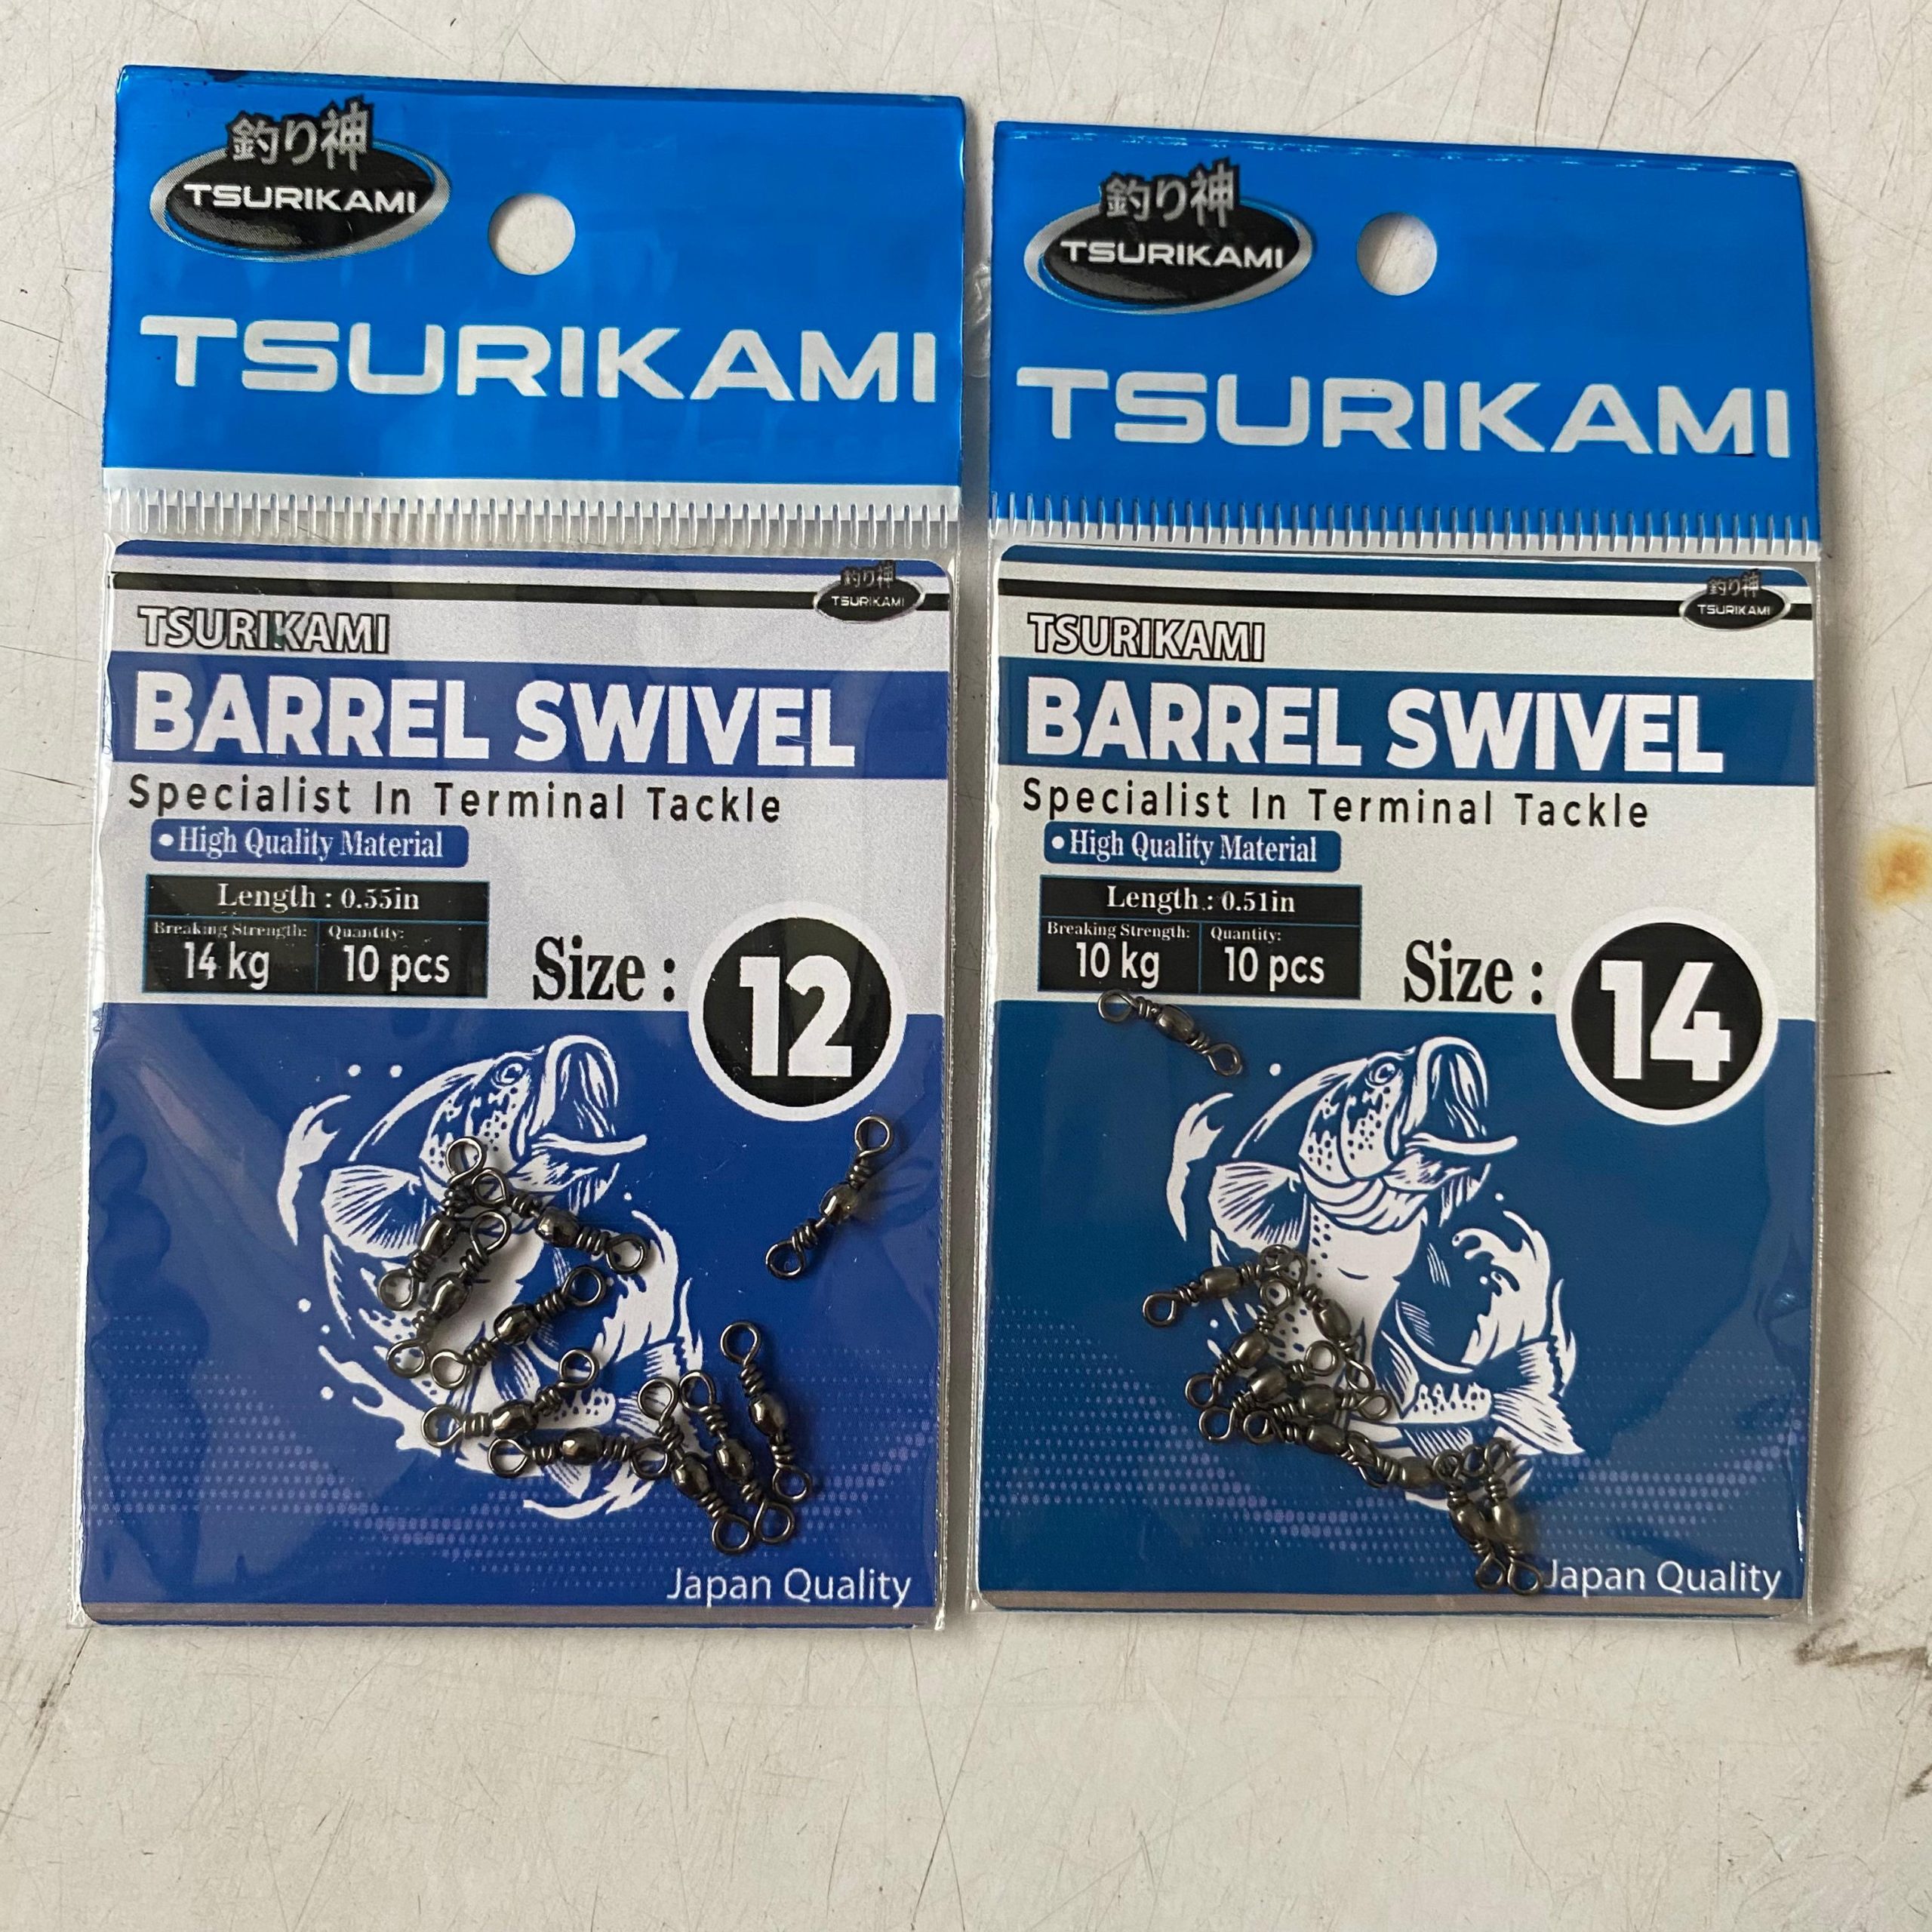 釣り神
TSURIKAMI
TSURIKAMI
釣り神
TSURIKAMI
TSURIKAMI
BARREL SWIVEL
Specialist In Terminal Tackle
• High Quality Material
Length : 0.55in
Breaking Strength: Quantity:
14 kg 10 pcs
Size : 12
Japan Quality
釣り神
TSURIKAMI
TSURIKAMI
釣り神
TSURIKAMI
TSURIKAMI
BARREL SWIVEL
Specialist In Terminal Tackle
• High Quality Material
Length : 0.51in
Breaking Strength: Quantity:
10 kg 10 pcs
Size : 14
Japan Quality